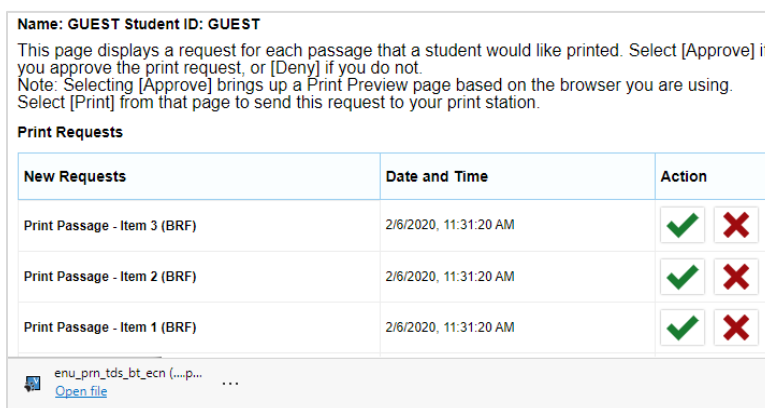 Name: GUEST Student ID: GUEST
This page displays a request for each passage that a student would like printed. Select [Approve] i
you approve the print request, or [Deny] if you do not.
Note: Selecting [Approve] brings up a Print Preview page based on the browser you are using.
Select [Print] from that page to send this request to your print station.
Print Requests
New Requests Date and Time Action
Print Passage - Item 3 (BRF) 2/6/2020, 11:31:20 AM
Print Passage - Item 2 (BRF) 2/6/2020, 11:31:20 AM
Print Passage - Item 1 (BRF) 2/6/2020, 11:31:20 AM
enu_prn_tds_bt_ecn (....p... ...
Open file